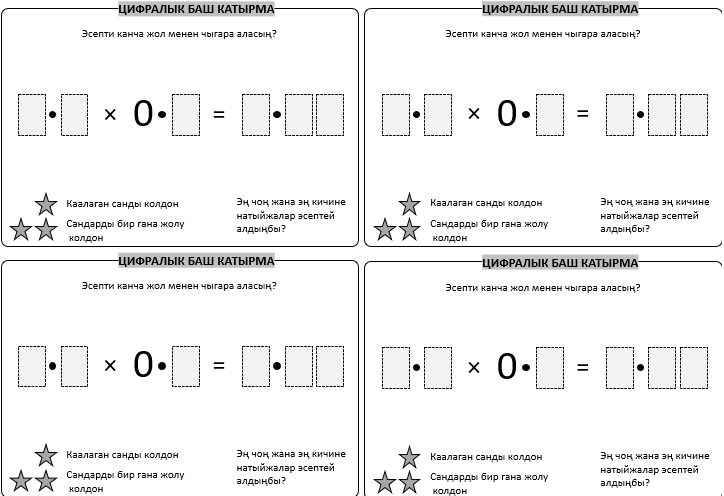 ЦИФРАЛЫК БАШ КАТЫРМА
Эсепти канча жол менен чыгара аласың?
. × 0. = .
Каалаган санды колдон
Сандарды бир гана жолу
колдон
Эң чоң жана эң кичине
натыйжалар эсептей
алдыңбы?
ЦИФРАЛЫК БАШ КАТЫРМА
Эсепти канча жол менен чыгара аласың?
. × 0. = .
Каалаган санды колдон
Сандарды бир гана жолу
колдон
Эң чоң жана эң кичине
натыйжалар эсептей
алдыңбы?
ЦИФРАЛЫК БАШ КАТЫРМА
Эсепти канча жол менен чыгара аласың?
. × 0. = .
Каалаган санды колдон
Сандарды бир гана жолу
колдон
Эң чоң жана эң кичине
натыйжалар эсептей
алдыңбы?
ЦИФРАЛЫК БАШ КАТЫРМА
Эсепти канча жол менен чыгара аласың?
. × 0. = .
Каалаган санды колдон
Сандарды бир гана жолу
колдон
Эң чоң жана эң кичине
натыйжалар эсептей
алдыңбы?